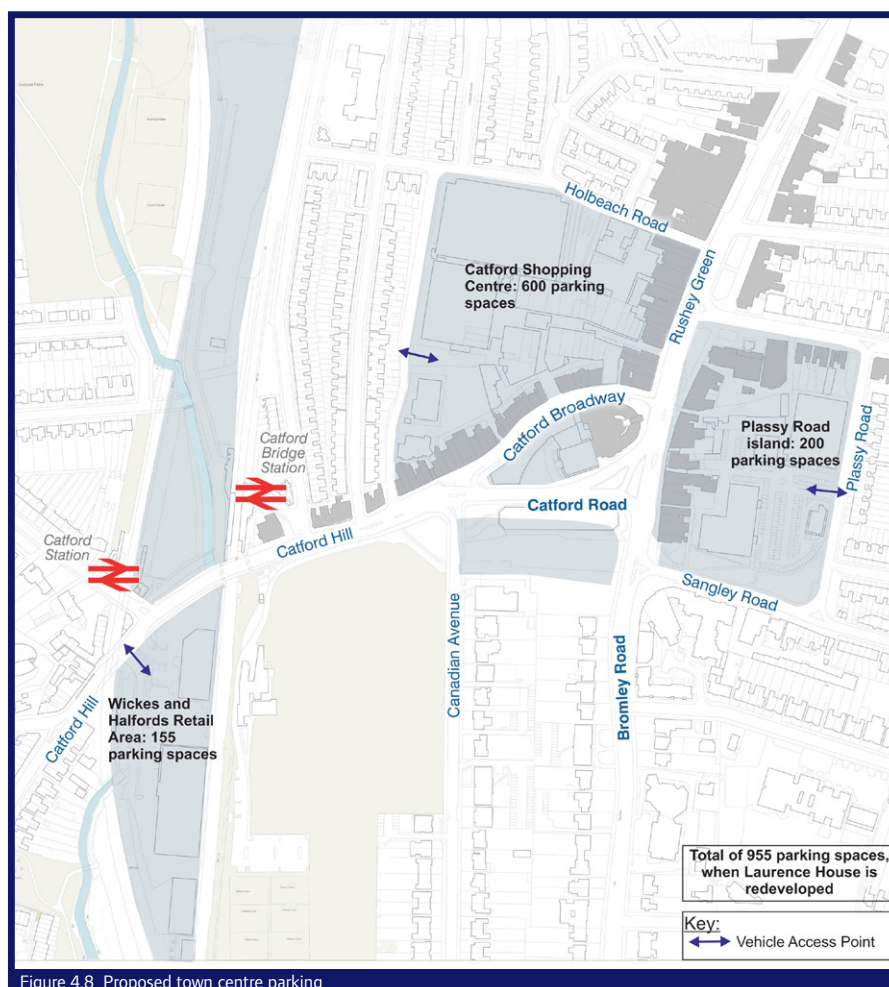 Holbeach Road
Catford Shopping
Centre: 600 parking
spaces
Rushey Green
Catford Broadway
Plassy Road
island: 200
parking spaces
Plassy Road
Catford
Bridge
Station
Catford Road
Catford
Station
Catford Hill
Sangley Road
Canadian Avenue
Bromley Road
Catford Hill
Wickes and
Halfords Retail
Area: 155
parking spaces
Total of 955 parking spaces,
when Laurence House is
redeveloped
Key:
Vehicle Access Point
Figure 4.8 Proposed town centre parking